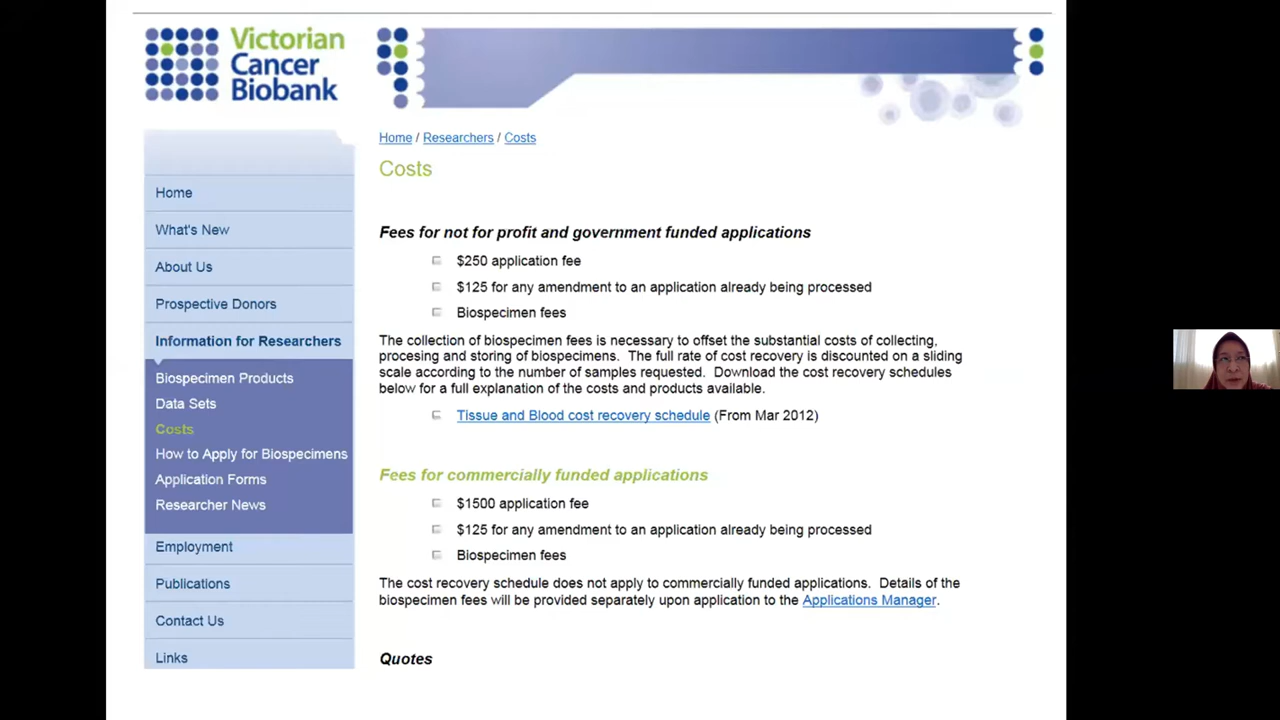 Victorian
Cancer
Biobank
Home / Researchers / Costs
Costs
Home
What's New
About Us
Prospective Donors
Information for Researchers
Biospecimen Products
Data Sets
Costs
How to Apply for Biospecimens
Application Forms
Researcher News
Employment
Publications
Contact Us
Links
Fees for not for profit and government funded applications
$250 application fee
$125 for any amendment to an application already being processed
Biospecimen fees
The collection of biospecimen fees is necessary to offset the substantial costs of collecting,
procesing and storing of biospecimens. The full rate of cost recovery is discounted on a sliding
scale according to the number of samples requested. Download the cost recovery schedules
below for a full explanation of the costs and products available.
Tissue and Blood cost recovery schedule (From Mar 2012)
Fees for commercially funded applications
$1500 application fee
$125 for any amendment to an application already being processed
Biospecimen fees
The cost recovery schedule does not apply to commercially funded applications. Details of the
biospecimen fees will be provided separately upon application to the Applications Manager.
Quotes